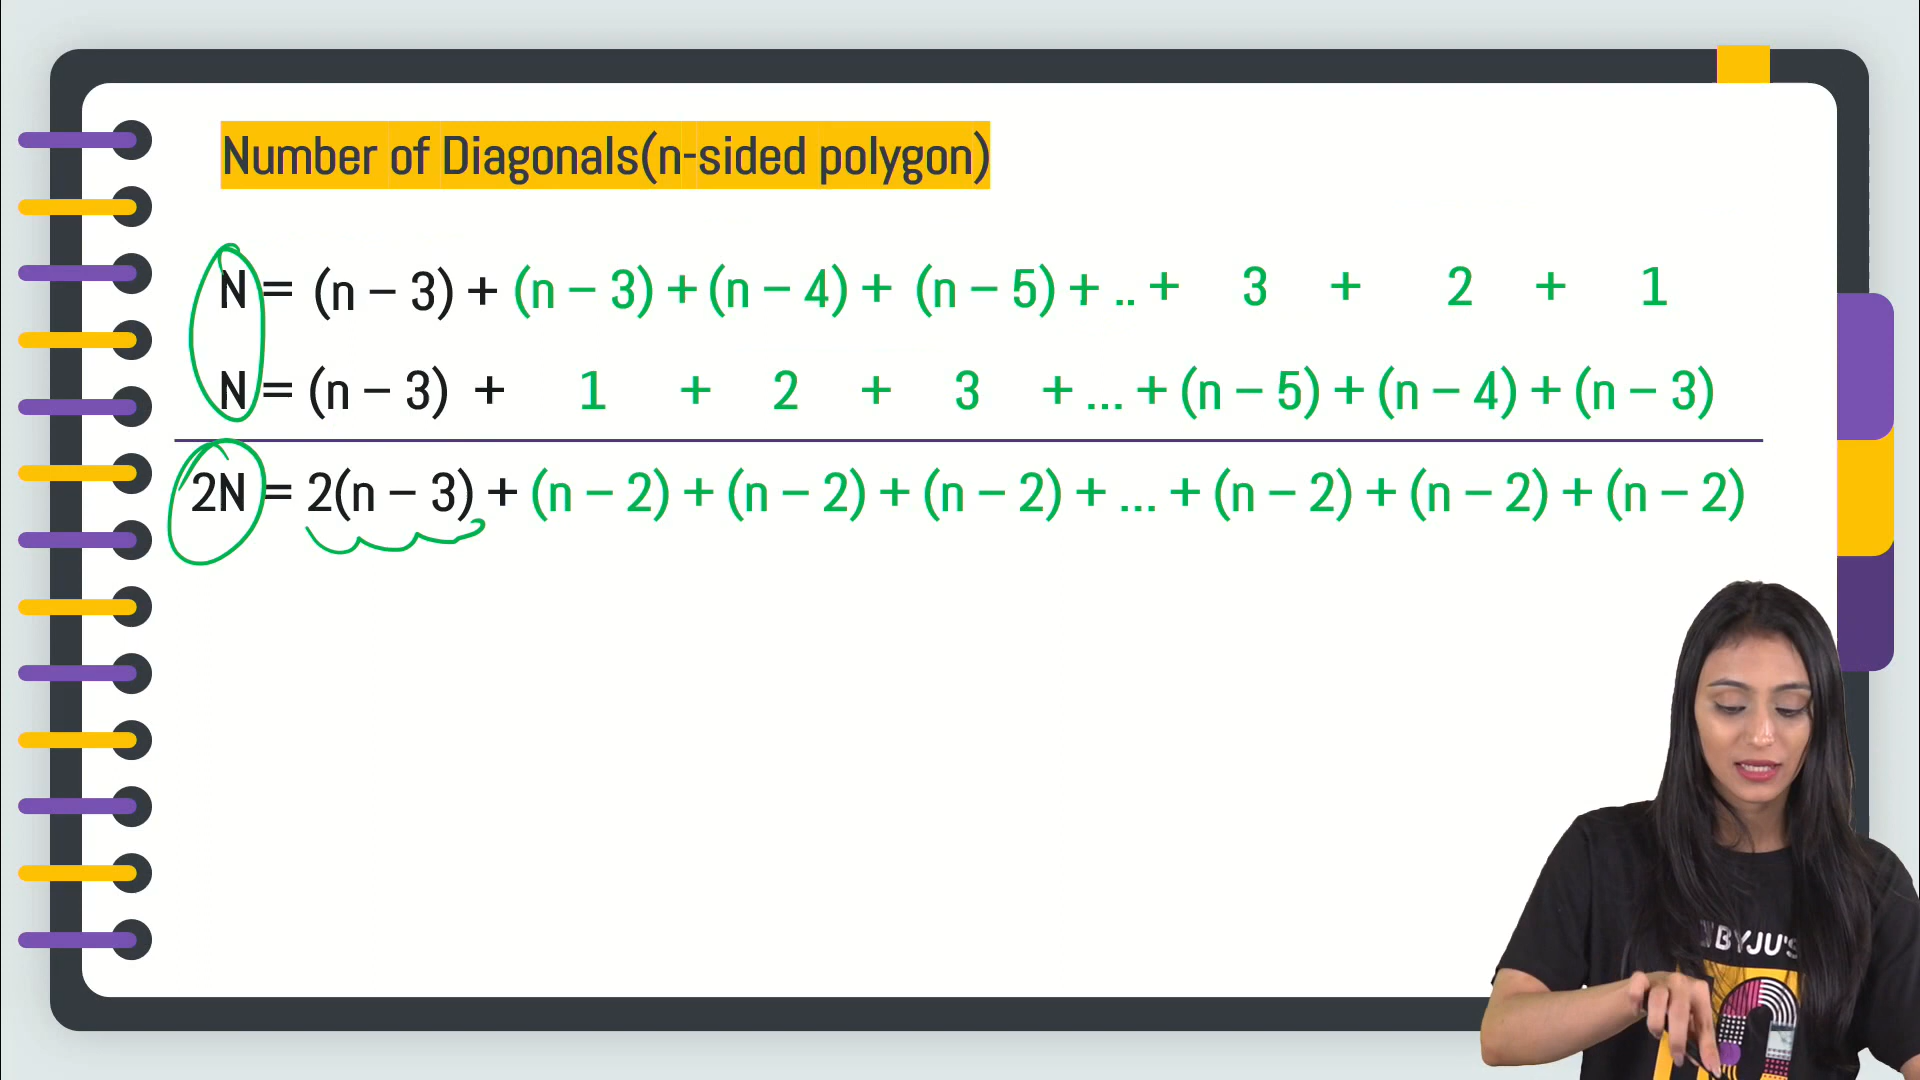 Number of Diagonals(n-sided polygon)
N = (n – 3) + (n – 3) + (n – 4) + (n – 5) + .. + 3 + 2 + 1
N = (n – 3) + 1 + 2 + 3 + ... + (n – 5) + (n – 4) + (n – 3)
2N = 2(n – 3) + (n – 2) + (n – 2) + (n – 2) + ... + (n – 2) + (n – 2) + (n – 2)
BYJU'S